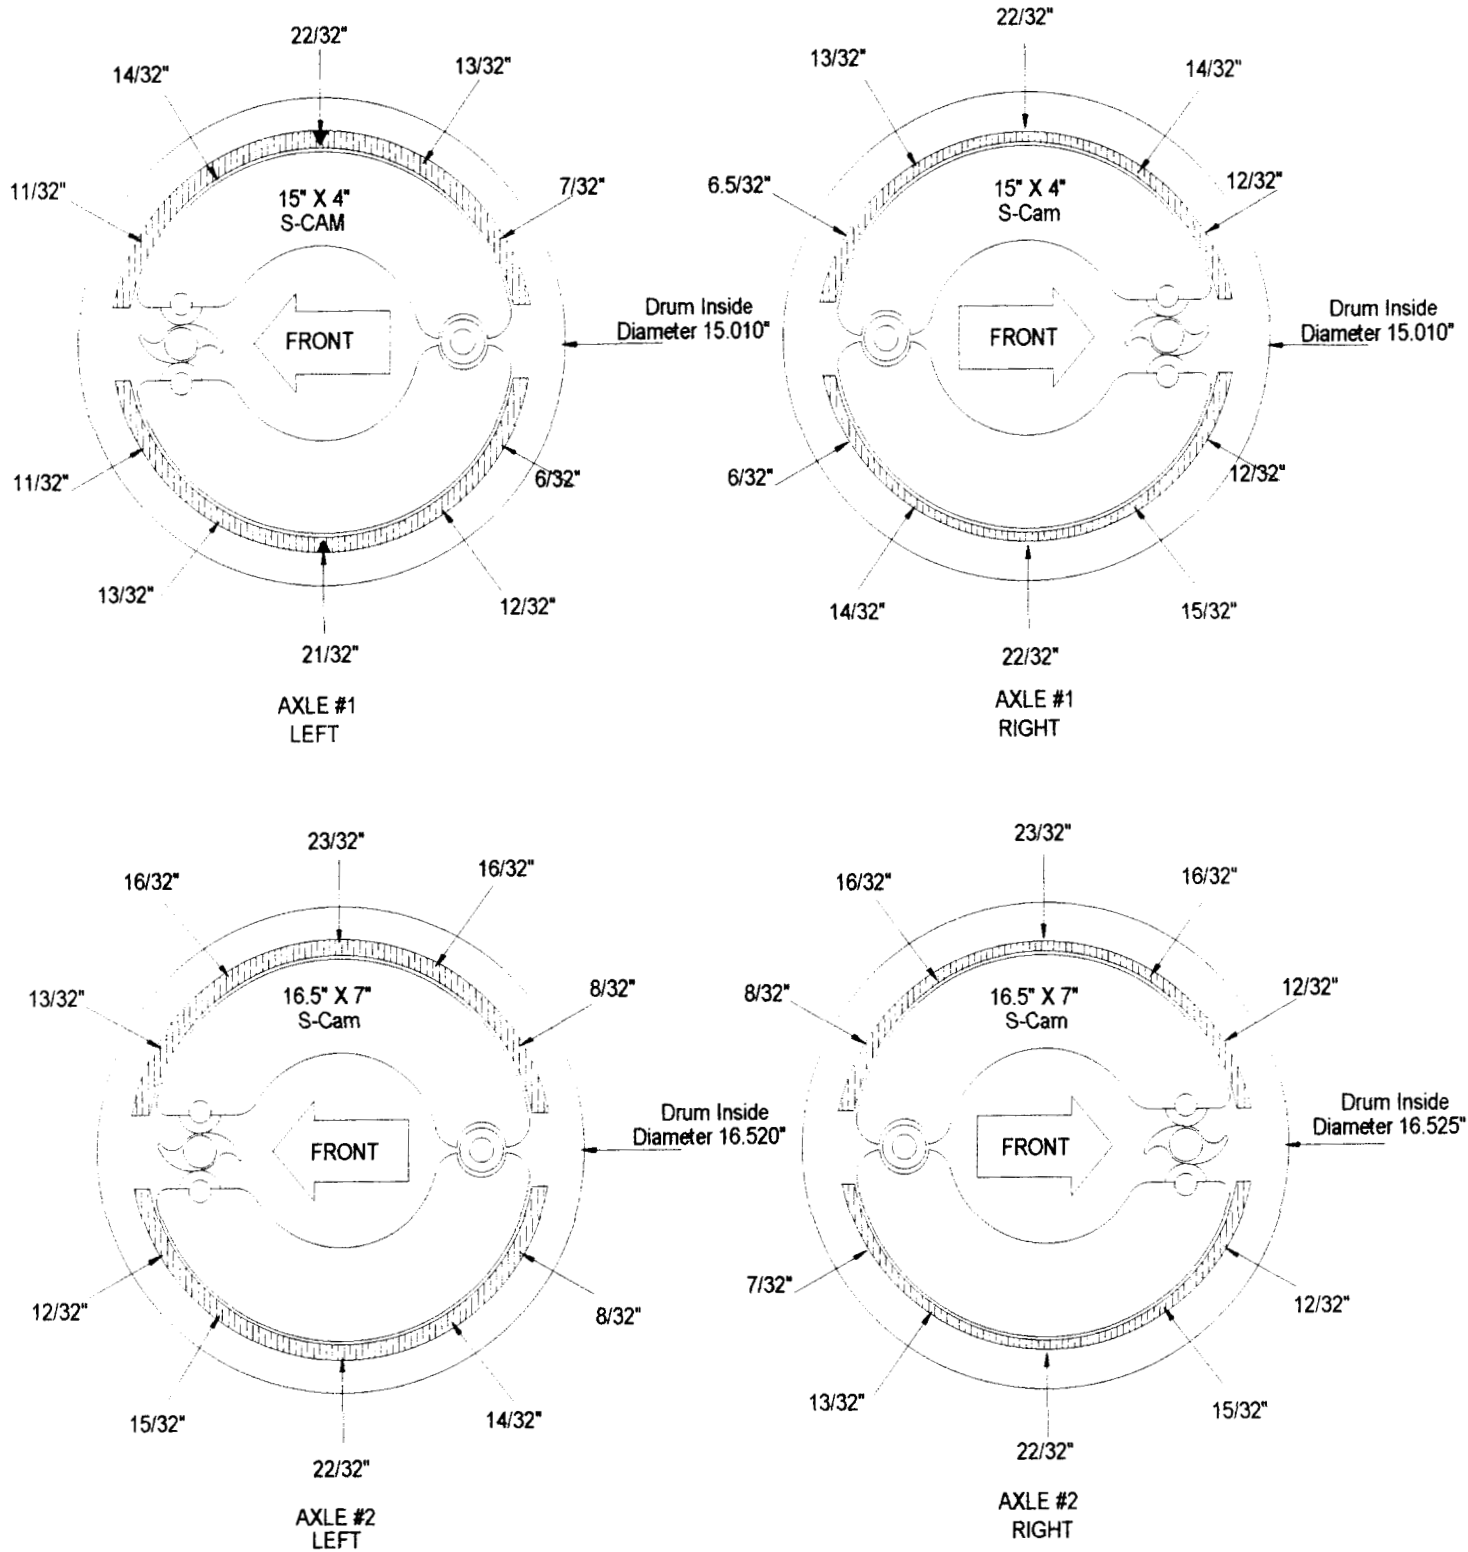 22/32"
14/32"
13/32"
11/32"
7/32"
15" X 4"
S-CAM
FRONT
Drum Inside
Diameter 15.010"
11/32"
6/32"
13/32"
12/32"
21/32"
AXLE #1
LEFT
22/32"
13/32"
14/32"
6.5/32"
12/32"
15" X 4"
S-Cam
FRONT
Drum Inside
Diameter 15.010"
6/32"
12/32"
14/32"
15/32"
22/32"
AXLE #1
RIGHT
23/32"
16/32"
16/32"
13/32"
8/32"
16.5" X 7"
S-Cam
FRONT
Drum Inside
Diameter 16.520"
12/32"
8/32"
15/32"
14/32"
22/32"
AXLE #2
LEFT
23/32"
16/32"
16/32"
8/32"
12/32"
16.5" X 7"
S-Cam
FRONT
Drum Inside
Diameter 16.525"
7/32"
12/32"
13/32"
15/32"
22/32"
AXLE #2
RIGHT